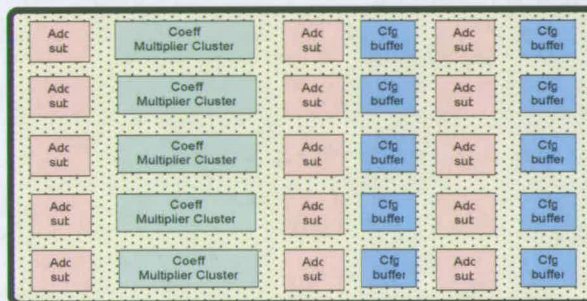 Adc
sut
Coeff
Multiplier Cluster
Adc
sut
Cfg
buffer
Adc
sut
Cfg
buffer
Adc
sut
Coeff
Multiplier Cluster
Adc
sut
Cfg
buffer
Adc
sut
Cfg
buffer
Adc
sut
Coeff
Multiplier Cluster
Adc
sut
Cfg
buffer
Adc
sut
Cfg
buffer
Adc
sut
Coeff
Multiplier Cluster
Adc
sut
Cfg
buffer
Adc
sut
Cfg
buffer
Adc
sut
Coeff
Multiplier Cluster
Adc
sut
Cfg
buffer
Adc
sut
Cfg
buffer